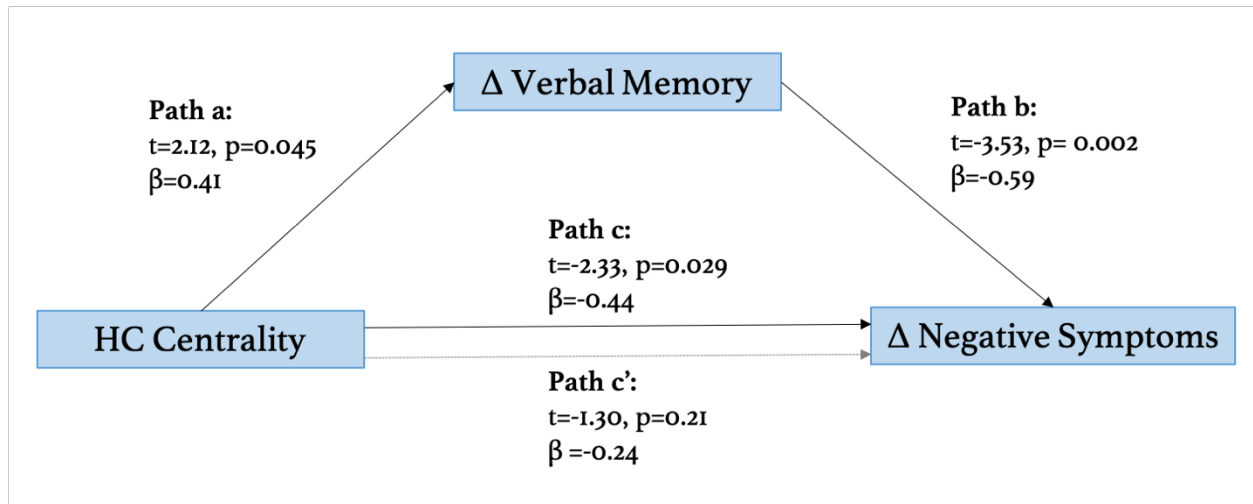 Δ Verbal Memory
Path a:
t=2.12, p=0.045
β=0.41
Path b:
t=-3.53, p= 0.002
β=-0.59
Path c:
t=-2.33, p=0.029
β=-0.44
HC Centrality
Δ Negative Symptoms
Path c’:
t=-1.30, p=0.21
β =-0.24